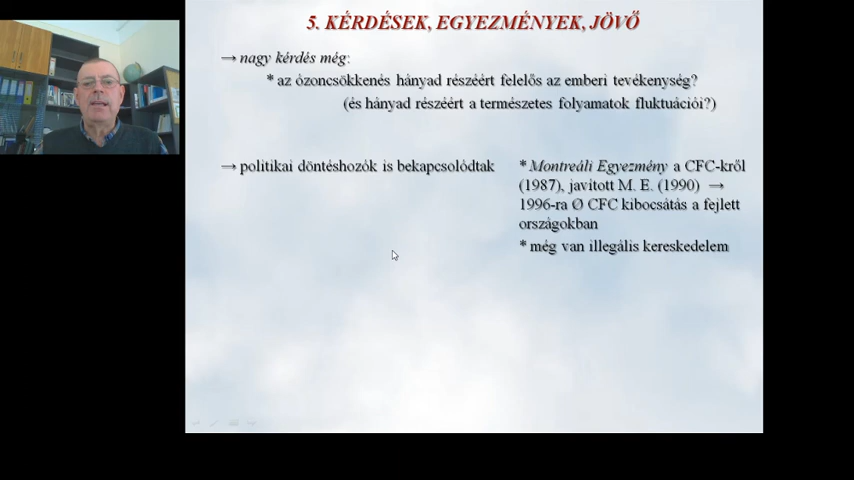 5. KÉRDÉSEK, EGYEZMÉNYEK, JÖVŐ
→ nagy kérdés még:
* az ózoncsökkenés hányad részéért felelős az emberi tevékenység?
(és hányad részéért a természetes folyamatok fluktuációi?)
→ politikai döntéshozók is bekapcsolódtak
* Montreáli Egyezmény a CFC-kről
(1987), javított M. E. (1990) →
1996-ra Ø CFC kibocsátás a fejlett
országokban
* még van illegális kereskedelem